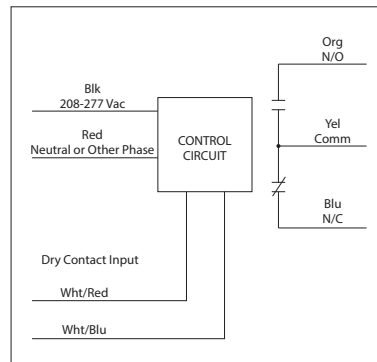 Org
N/O
Blk
208-277 Vac
Yel
Comm
Red
Neutral or Other Phase
CONTROL
CIRCUIT
Blu
N/C
Dry Contact Input
Wht/Red
Wht/Blu